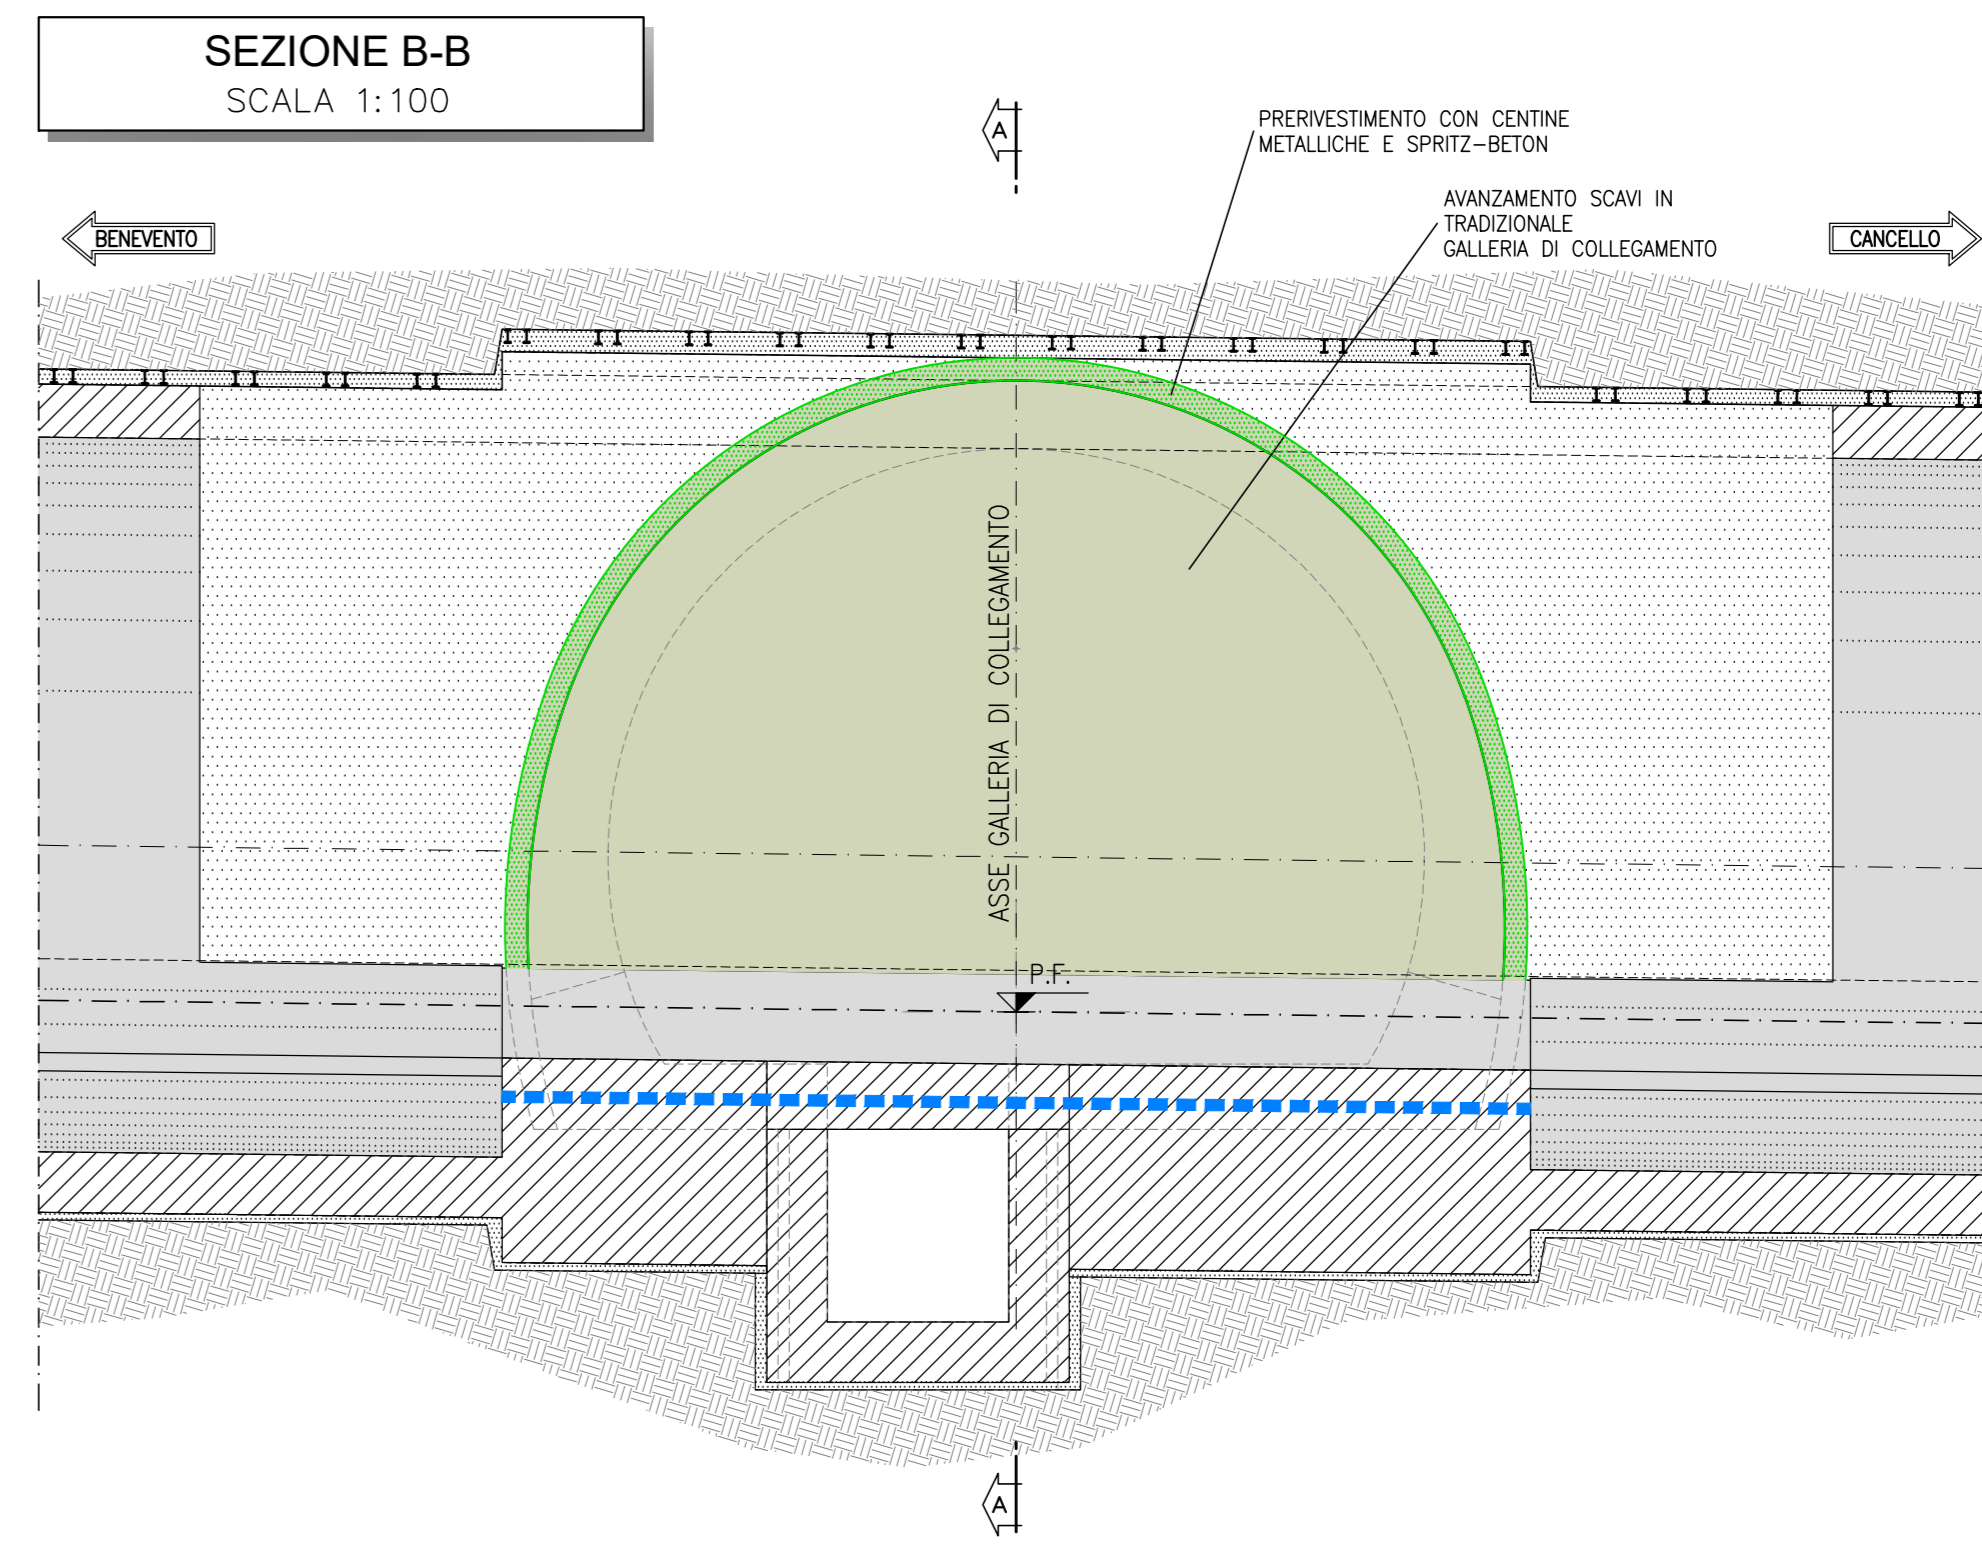 SEZIONE B-B
SCALA 1:100
A
PRERIVESTIMENTO CON CENTINE
METALLICHE E SPRITZ-BETON
AVANZAMENTO SCAVI IN
TRADIZIONALE
GALLERIA DI COLLEGAMENTO
BENEVENTO
CANCELLO
ASSE GALLERIA DI COLLEGAMENTO
P.F.
A